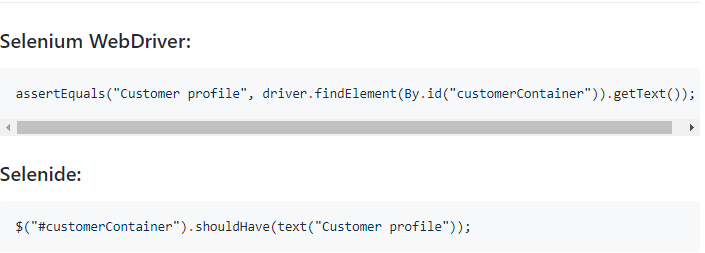 Selenium WebDriver:
assertEquals("Customer profile", driver.findElement(By.id("customerContainer")).getText());
Selenide:
$("#customerContainer").shouldHave(text("Customer profile"));